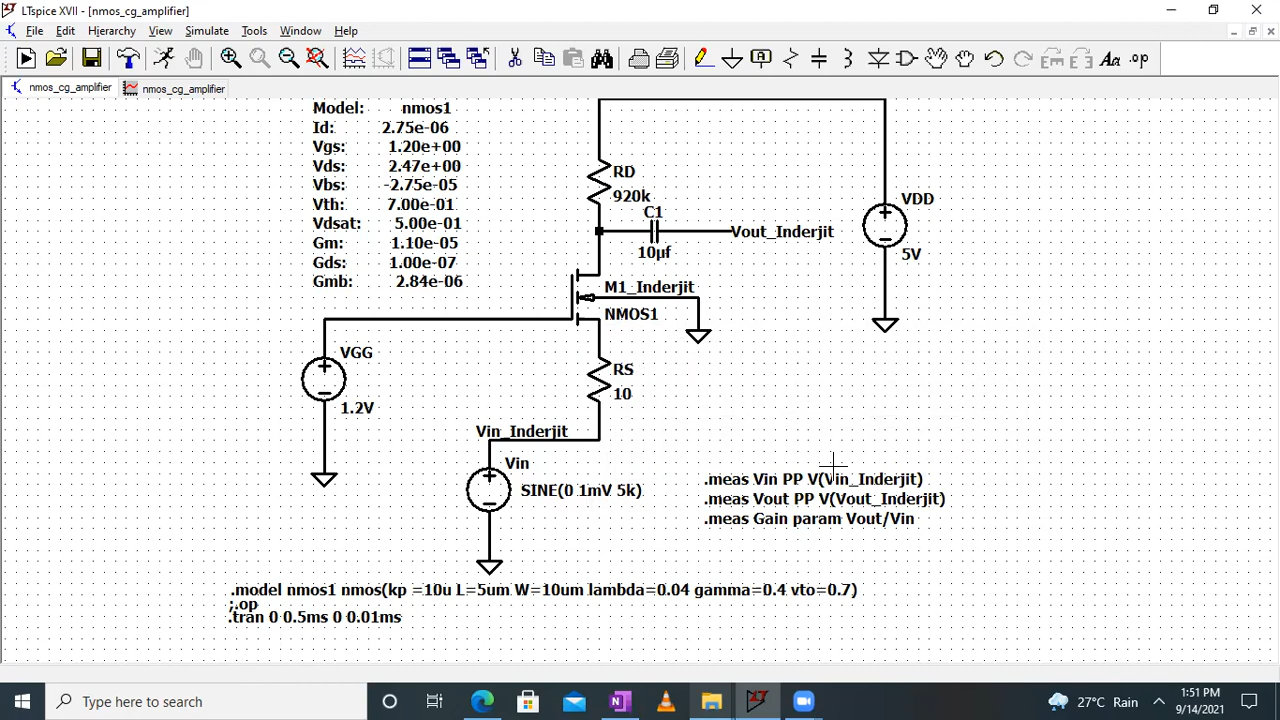 LTspice XVII - [nmos_cg_amplifier]
File Edit Hierarchy View Simulate Tools Window Help
.op
nmos_cg_amplifier nmos_cg_amplifier
Model: nmos1
Id: 2.75e-06
Vgs: 1.20e+00
Vds: 2.47e+00
Vbs: -2.75e-05
Vth: 7.00e-01
Vdsat: 5.00e-01
Gm: 1.10e-05
Gds: 1.00e-07
Gmb: 2.84e-06
RD
920k
C1
10µf
Vout_Inderjit
VDD
5V
M1_Inderjit
NMOS1
VGG
1.2V
RS
10
Vin_Inderjit
Vin
SINE(0 1mV 5k)
.meas Vin PP V(Vin_Inderjit)
.meas Vout PP V(Vout_Inderjit)
.meas Gain param Vout/Vin
.model nmos1 nmos(kp =10u L=5um W=10um lambda=0.04 gamma=0.4 vto=0.7)
;.op
.tran 0 0.5ms 0 0.01ms
Type here to search
27°C Rain
1:51 PM
9/14/2021